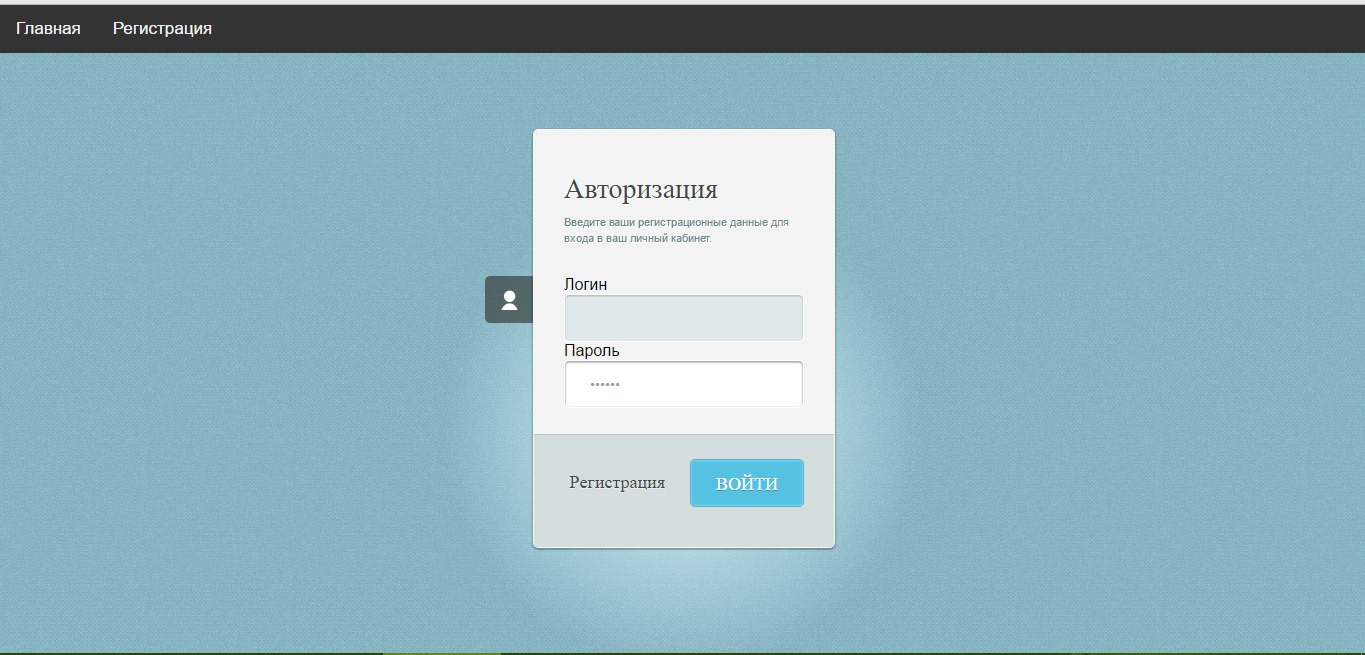 Главная Регистрация
Авторизация
Введите ваши регистрационные данные для
входа в ваш личный кабинет.
Логин
Пароль
••••••
Регистрация ВОЙТИ